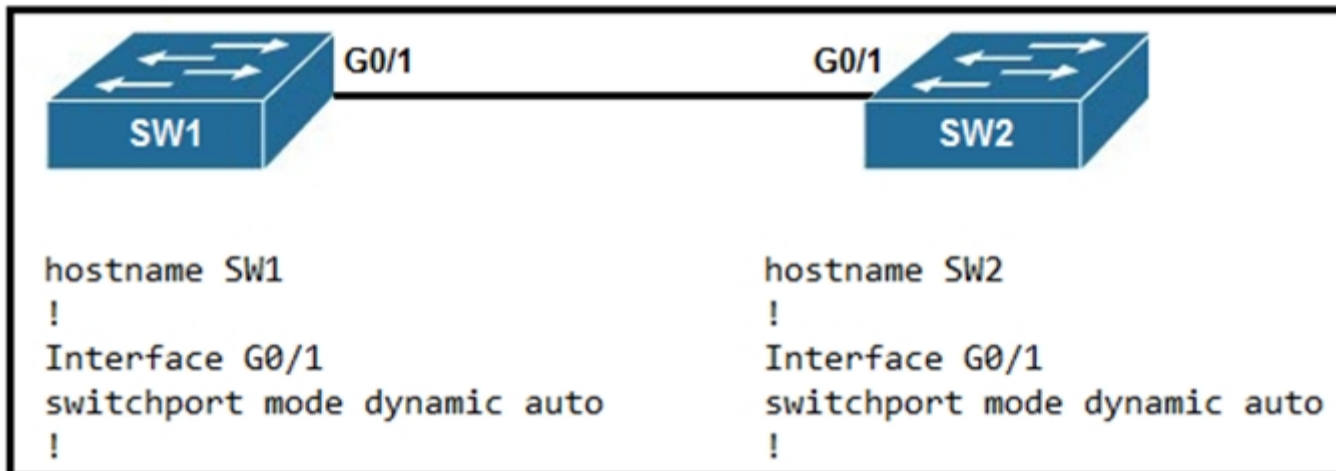 G0/1
G0/1
SW1
SW2
hostname SW1
!
Interface G0/1
switchport mode dynamic auto
!
hostname SW2
!
Interface G0/1
switchport mode dynamic auto
!